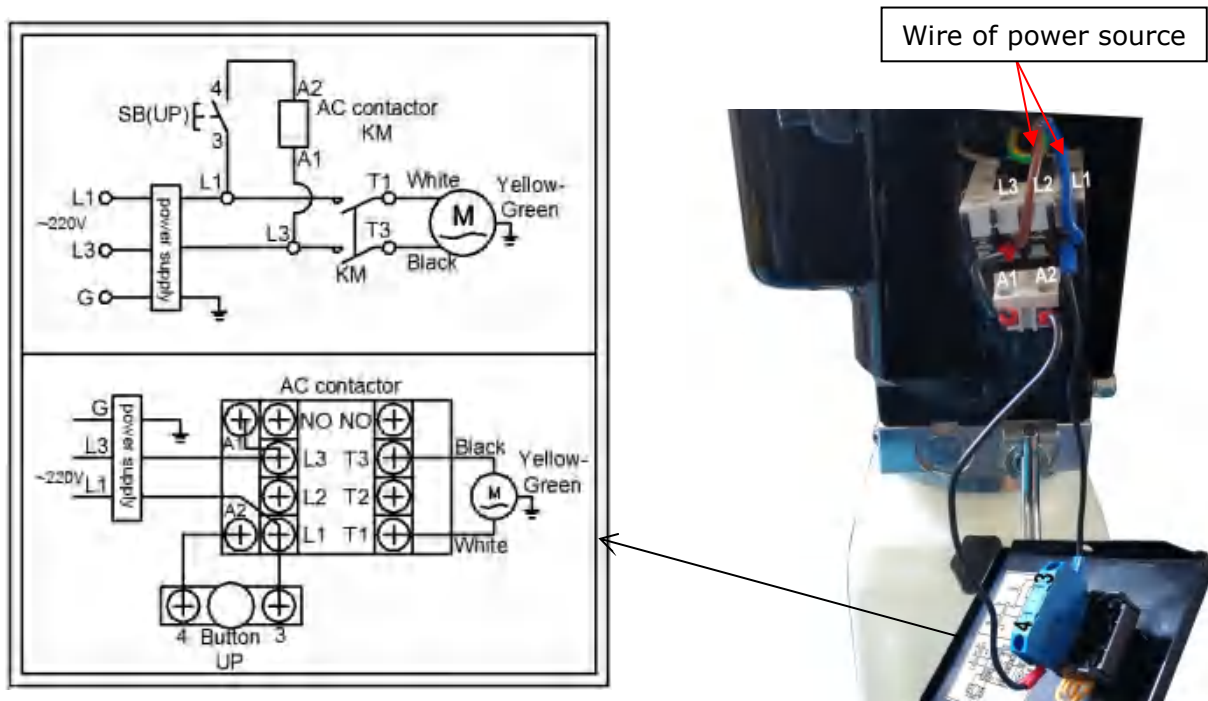 Wire of power source
4
A2
SB(UP)
AC contactor
KM
3
A1
L1
T1
White
Yellow-
Green
L1
~220V
power supply
M
L3
T3
L3
Black
KM
G
AC contactor
G
NO
NO
A1
Black
L3
L3
T3
Yellow-
Green
~220V
L1
power supply
L2
T2
M
A2
L1
T1
White
4
Button
3
UP
L3
L2
L1
A1
A2
3
4